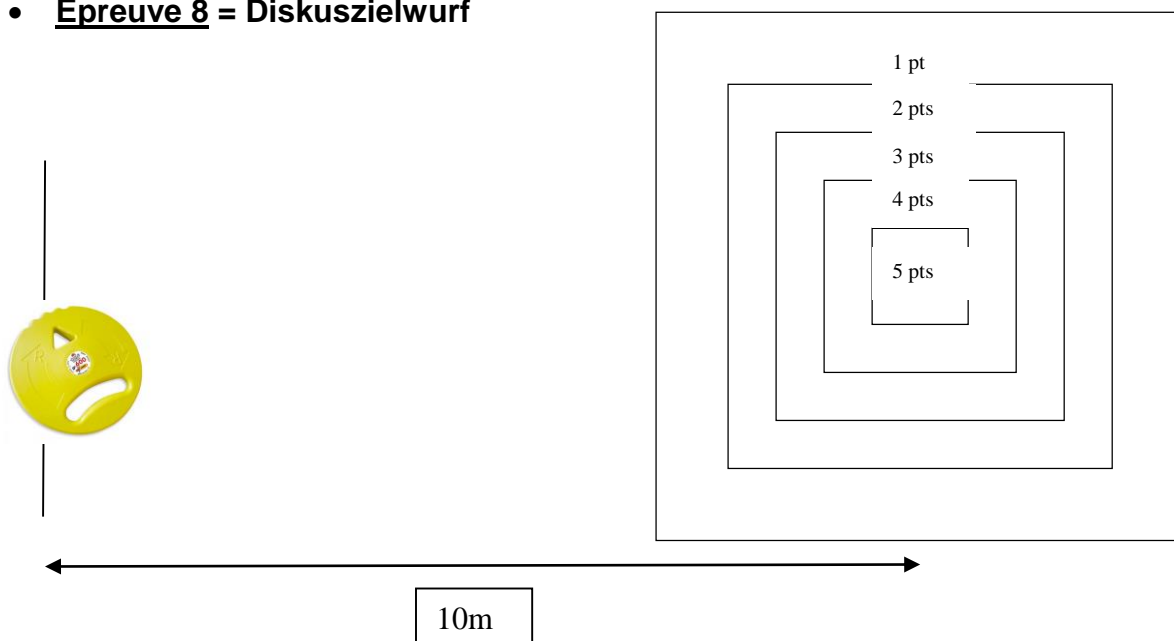 • Epreuve 8 = Diskuszielwurf
1 pt
2 pts
3 pts
4 pts
5 pts
R
10m